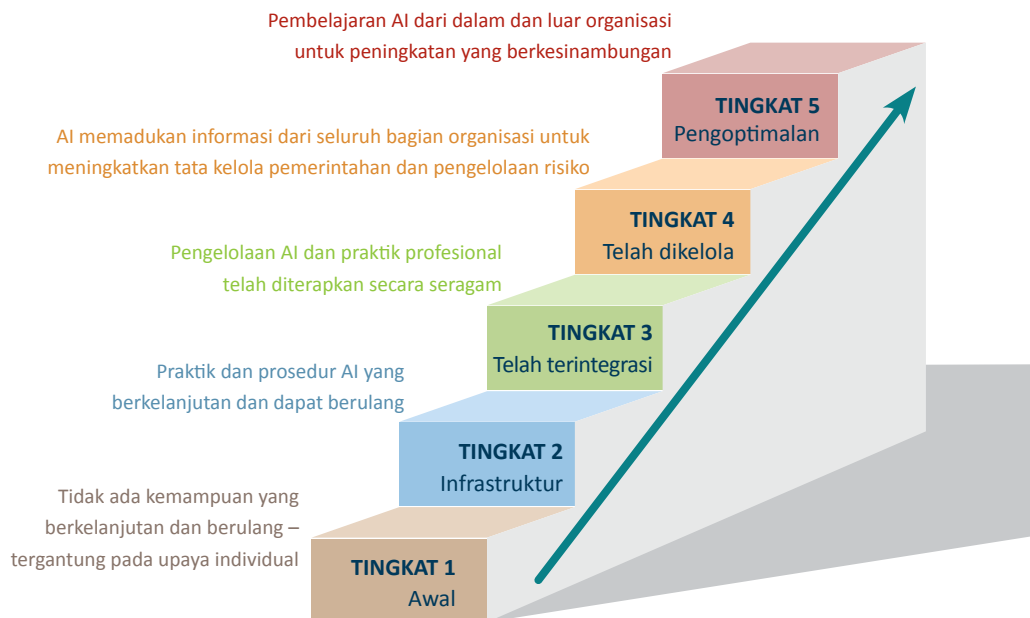 Pembelajaran AI dari dalam dan luar organisasi
untuk peningkatan yang berkesinambungan
TINGKAT 5
Pengoptimalan
AI memadukan informasi dari seluruh bagian organisasi untuk
meningkatkan tata kelola pemerintahan dan pengelolaan risiko
TINGKAT 4
Telah dikelola
Pengelolaan AI dan praktik profesional
telah diterapkan secara seragam
TINGKAT 3
Telah terintegrasi
Praktik dan prosedur AI yang
berkelanjutan dan dapat berulang
TINGKAT 2
Infrastruktur
Tidak ada kemampuan yang
berkelanjutan dan berulang –
tergantung pada upaya individual
TINGKAT 1
Awal